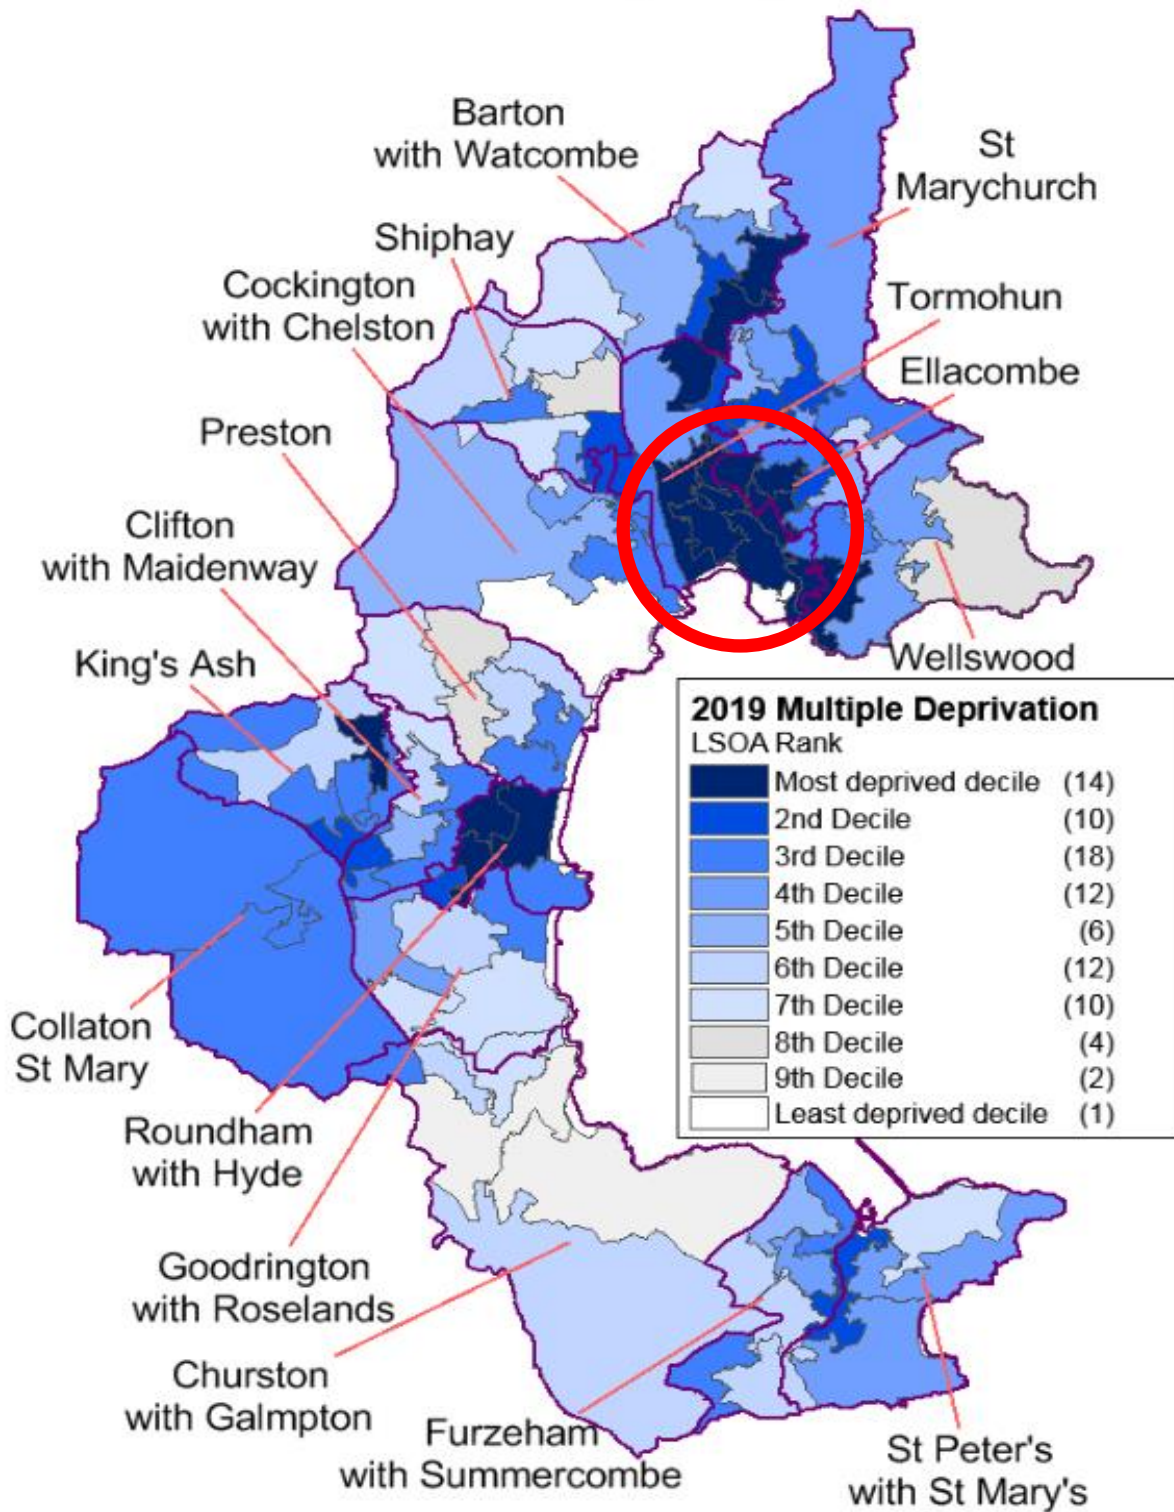 Barton
with Watcombe
St
Marychurch
Shiphay
Cockington
with Chelston
Tormohun
Ellacombe
Preston
Clifton
with Maidenway
King's Ash
Wellswood
2019 Multiple Deprivation
LSOA Rank
Most deprived decile (14)
2nd Decile (10)
3rd Decile (18)
4th Decile (12)
5th Decile (6)
6th Decile (12)
7th Decile (10)
8th Decile (4)
9th Decile (2)
Least deprived decile (1)
Collaton
St Mary
Roundham
with Hyde
Goodrington
with Roselands
Churston
with Galmpton
Furzeham
with Summercombe
St Peter's
with St Mary's